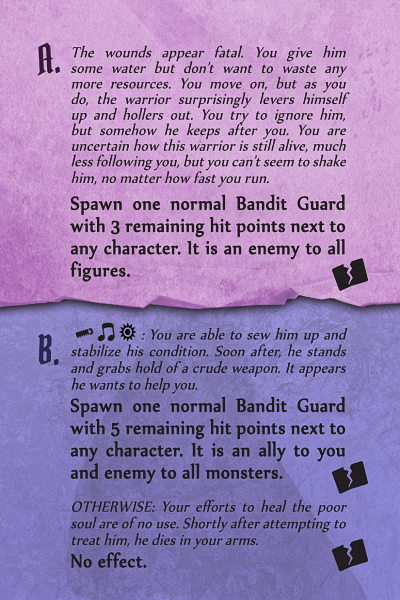 A.
The wounds appear fatal. You give him
some water but don't want to waste any
more resources. You move on, but as you
do, the warrior surprisingly levers himself
up and hollers out. You try to ignore him,
but somehow he keeps after you. You are
uncertain how this warrior is still alive, much
less following you, but you can't seem to shake
him, no matter how fast you run.
Spawn one normal Bandit Guard
with 3 remaining hit points next to
any character. It is an enemy to all
figures.
B.
: You are able to sew him up and
stabilize his condition. Soon after, he stands
and grabs hold of a crude weapon. It appears
he wants to help you.
Spawn one normal Bandit Guard
with 5 remaining hit points next to
any character. It is an ally to you
and enemy to all monsters.
OTHERWISE: Your efforts to heal the poor
soul are of no use. Shortly after attempting to
treat him, he dies in your arms.
No effect.